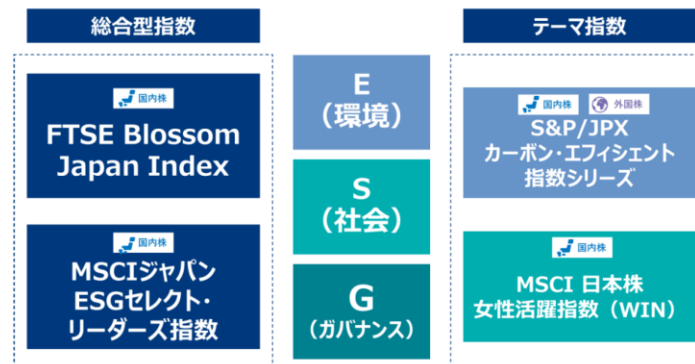 総合型指数
国内株
FTSE Blossom
Japan Index
国内株
MSCIジャパン
ESGセレクト・
リーダーズ指数
E
（環境）
S
（社会）
G
（ガバナンス）
テーマ指数
国内株 外国株
S&P/JPX
カーボン・エフィシェント
指数シリーズ
国内株
MSCI 日本株
女性活躍指数（WIN）